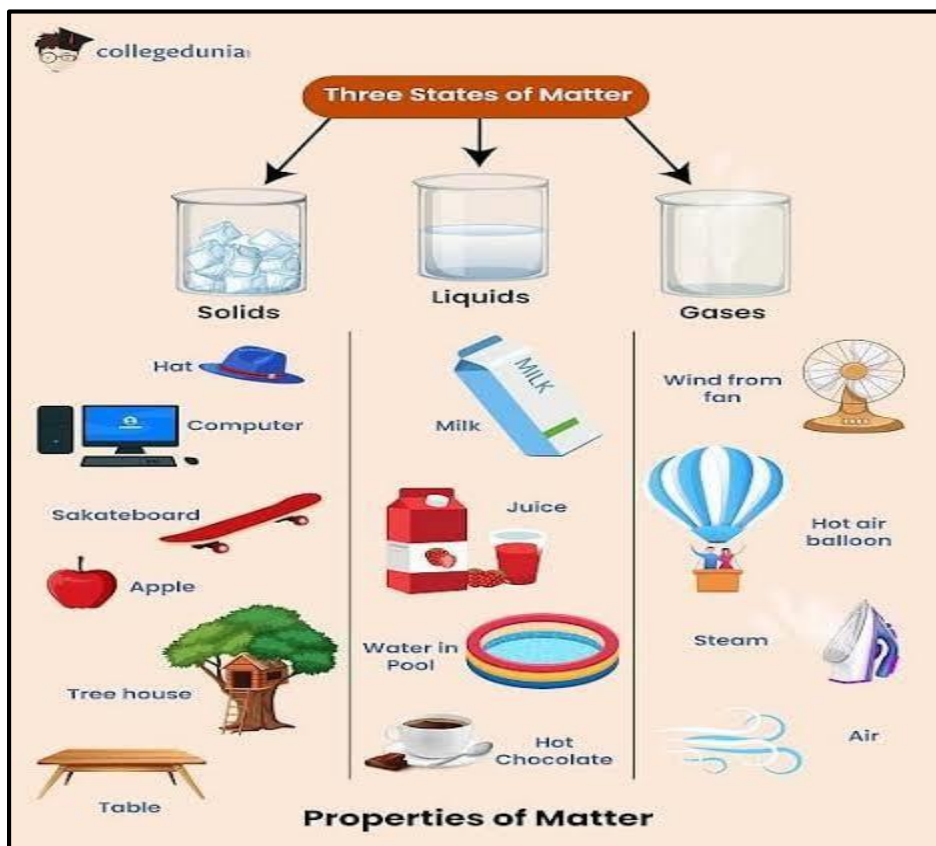 collegedunia
Three States of Matter
Solids
Liquids
Gases
Hat
Computer
Sakateboard
Apple
Tree house
Table
Milk
MILK
Juice
Water in
Pool
Hot
Chocolate
Wind from
fan
Hot air
balloon
Steam
Air
Properties of Matter